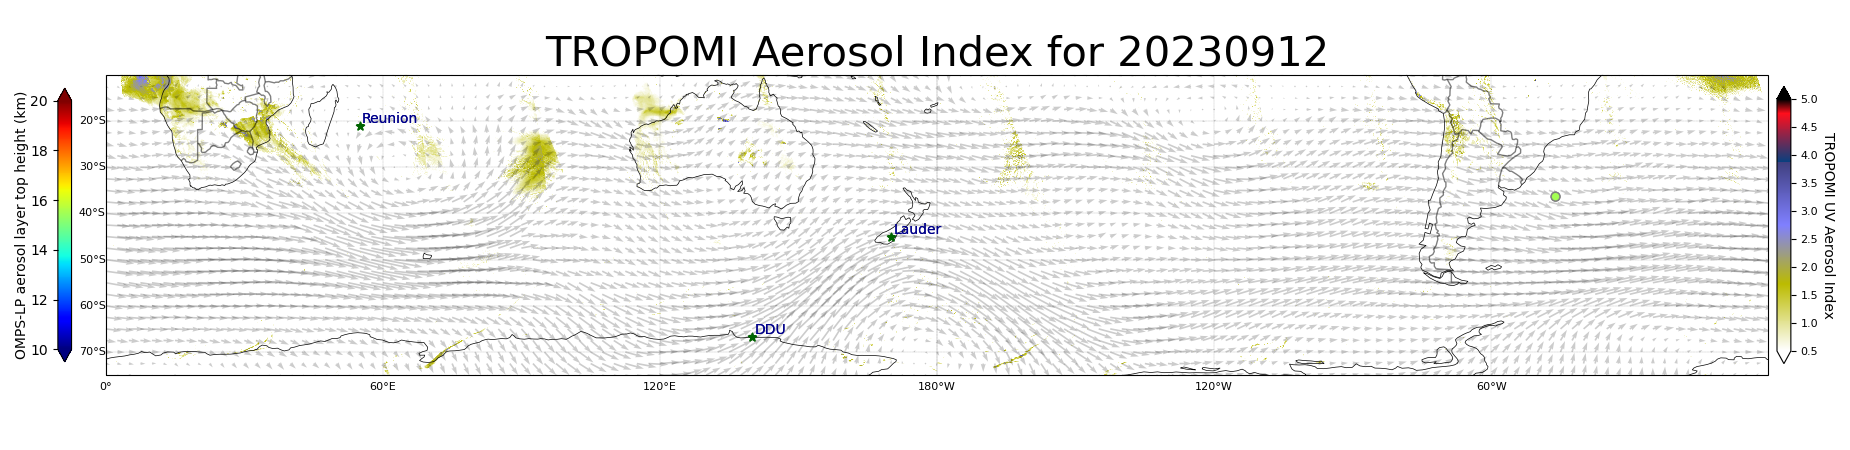 TROPOMI Aerosol Index for 20230912
OMPS-LP aerosol layer top height (km)
20
18
16
14
12
10
20°S
30°S
40°S
50°S
60°S
70°S
Reunion
Lauder
DDU
0°
60°E
120°E
180°W
120°W
60°W
5.0
4.5
4.0
3.5
3.0
2.5
2.0
1.5
1.0
0.5
TROPOMI UV Aerosol Index